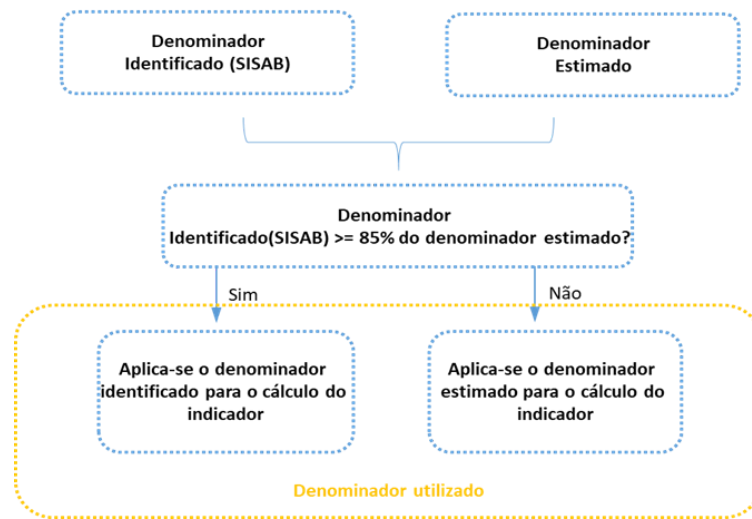 Denominador
Identificado (SISAB)
Denominador
Estimado
Denominador
Identificado(SISAB) >= 85% do denominador estimado?
Sim
Não
Aplica-se o denominador
identificado para o cálculo do
indicador
Aplica-se o denominador
estimado para o cálculo do
indicador
Denominador utilizado